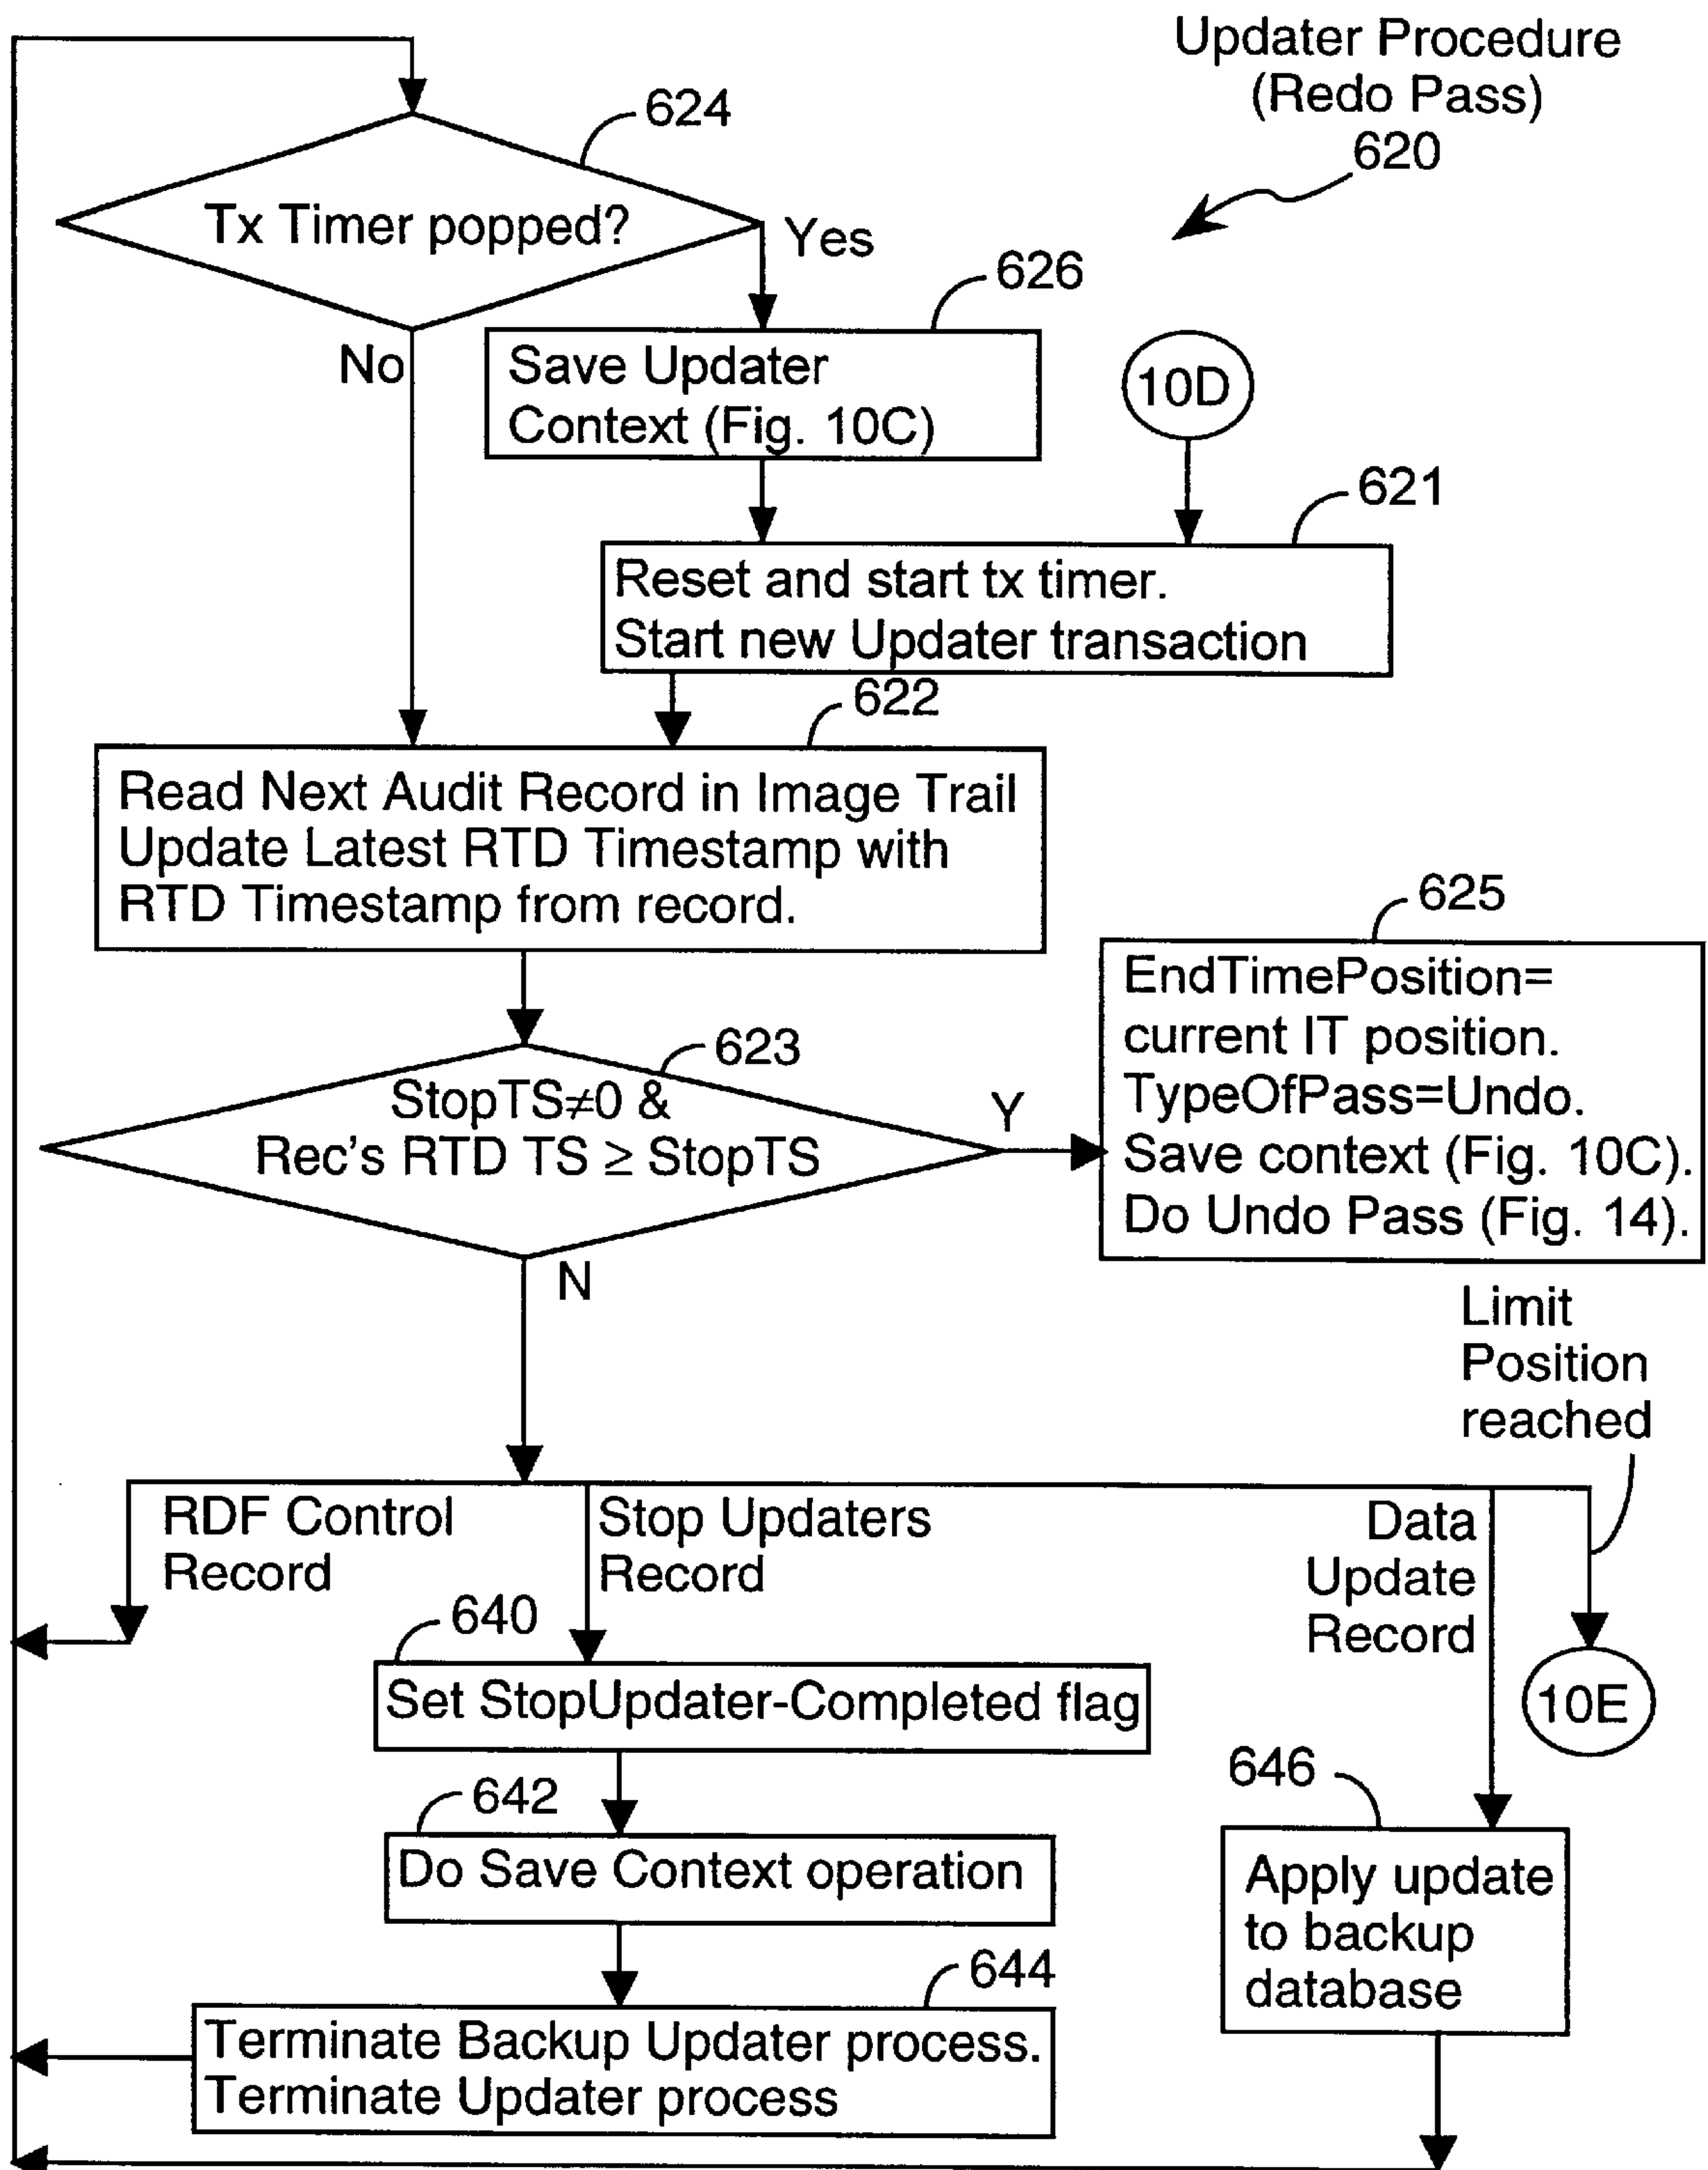 Updater Procedure
(Redo Pass)
620
624
Tx Timer popped?
Yes
No
626
Save Updater
Context (Fig. 10C)
10D
621
Reset and start tx timer.
Start new Updater transaction
622
Read Next Audit Record in Image Trail
Update Latest RTD Timestamp with
RTD Timestamp from record.
623
StopTS≠0 &
Rec's RTD TS ≥ StopTS
Y
N
625
EndTimePosition=
current IT position.
TypeOfPass=Undo.
Save context (Fig. 10C).
Do Undo Pass (Fig. 14).
Limit
Position
reached
RDF Control
Record
Stop Updaters
Record
Data
Update
Record
10E
640
Set StopUpdater-Completed flag
642
Do Save Context operation
644
Terminate Backup Updater process.
Terminate Updater process
646
Apply update
to backup
database